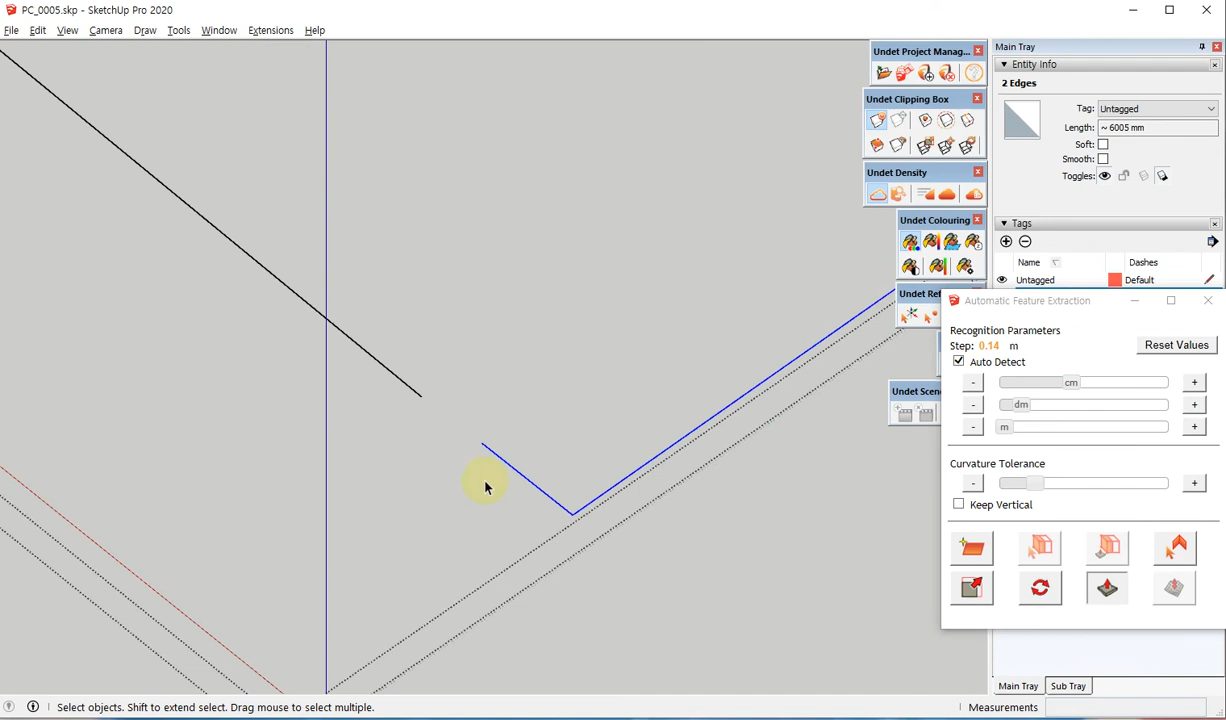 PC_0005.skp - SketchUp Pro 2020
File Edit View Camera Draw Tools Window Extensions Help
Undet Project Manag...
Undet Clipping Box
Undet Density
Undet Colouring
Undet Ref
Undet Scen
Main Tray
Entity Info
2 Edges
Tag: Untagged
Length: ~ 6005 mm
Soft:
Smooth:
Toggles:
Tags
Name Dashes
Untagged Default
Automatic Feature Extraction
Recognition Parameters
Step: 0.14 m
Reset Values
Auto Detect
- cm +
- dm +
- m +
Curvature Tolerance
- +
Keep Vertical
Main Tray Sub Tray
Select objects. Shift to extend select. Drag mouse to select multiple.
Measurements